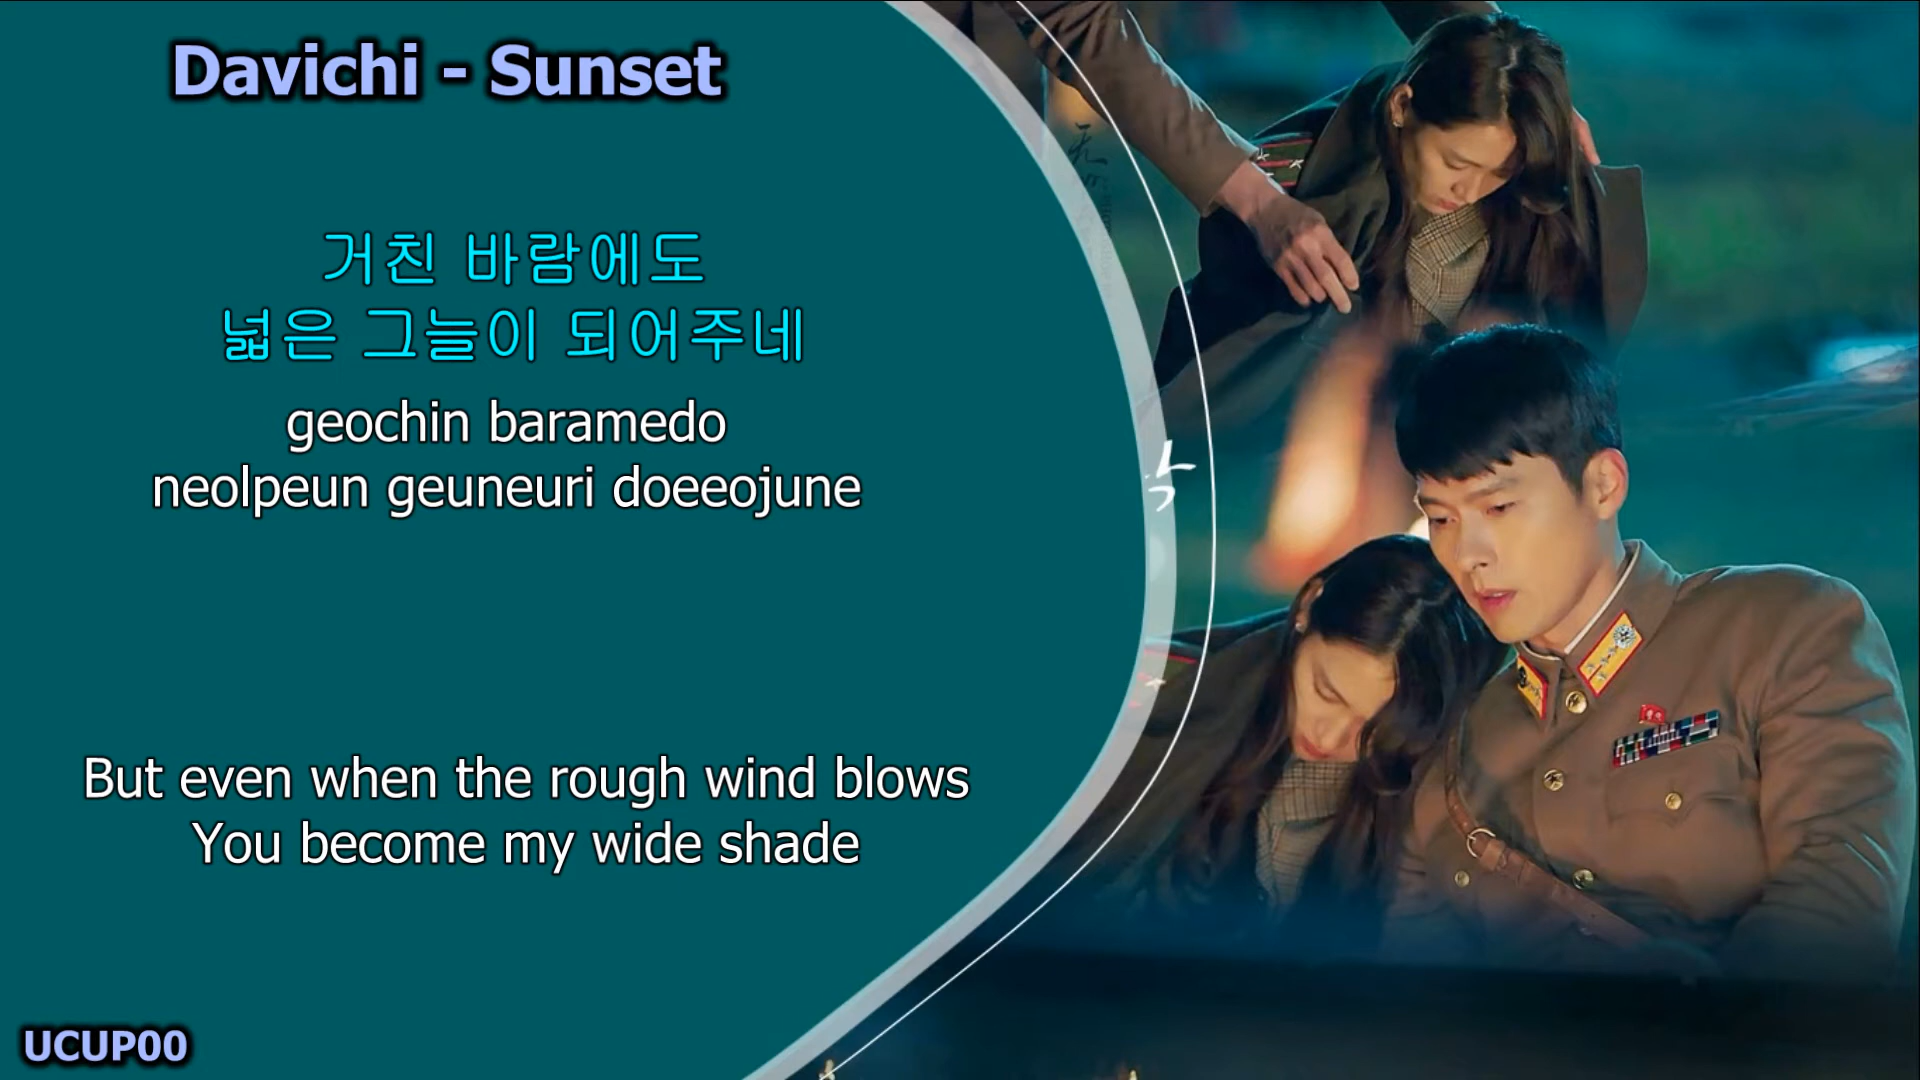 Davichi - Sunset
거친 바람에도
넓은 그늘이 되어주네
geochin baramedo
neolpeun geuneuri doeeojune
But even when the rough wind blows
You become my wide shade
UCUP00